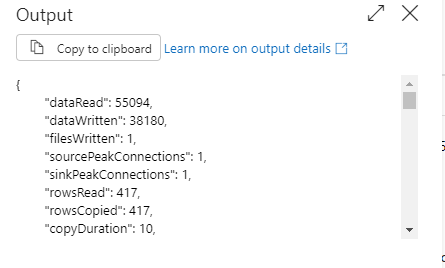 Output
Copy to clipboard Learn more on output details
{
"dataRead": 55094,
"dataWritten": 38180,
"filesWritten": 1,
"sourcePeakConnections": 1,
"sinkPeakConnections": 1,
"rowsRead": 417,
"rowsCopied": 417,
"copyDuration": 10,